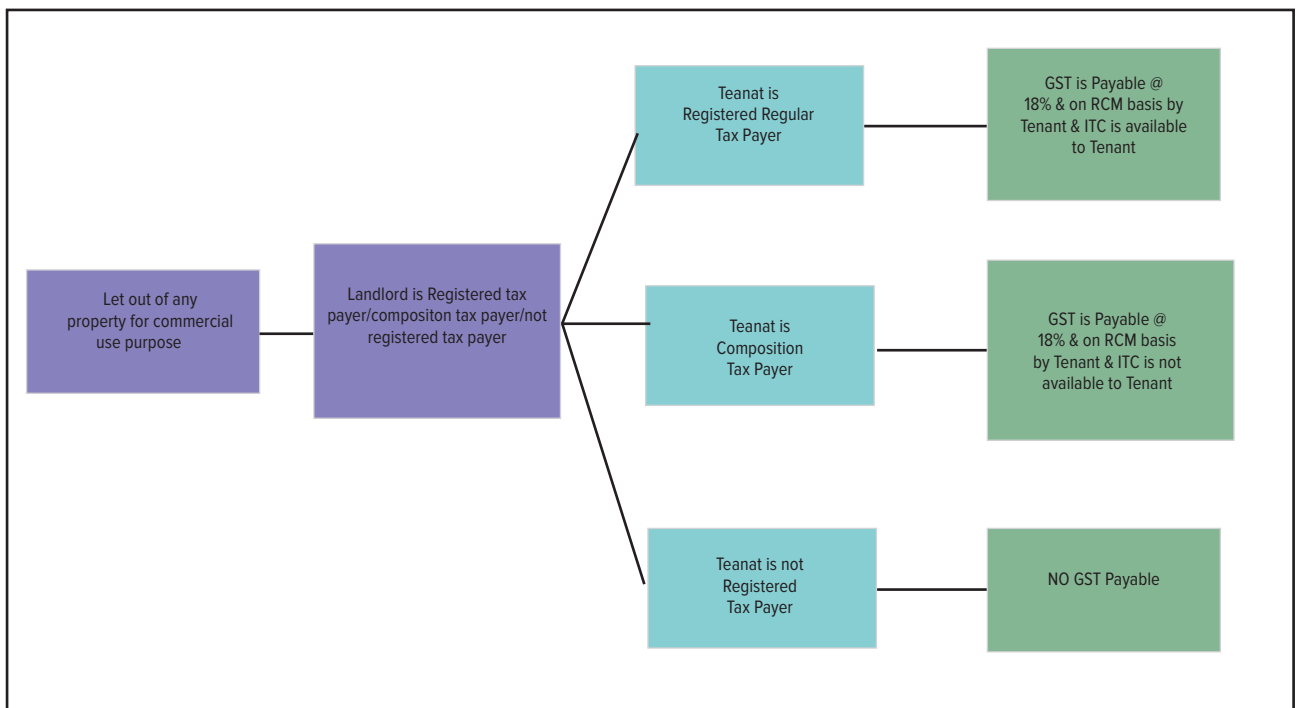 Let out of any
property for commercial
use purpose
Landlord is Registered tax
payer/compositon tax payer/not
registered tax payer
Teanat is
Registered Regular
Tax Payer
GST is Payable @
18% & on RCM basis by
Tenant & ITC is available
to Tenant
Teanat is
Composition
Tax Payer
GST is Payable @
18% & on RCM basis
by Tenant & ITC is not
available to Tenant
Teanat is not
Registered
Tax Payer
NO GST Payable